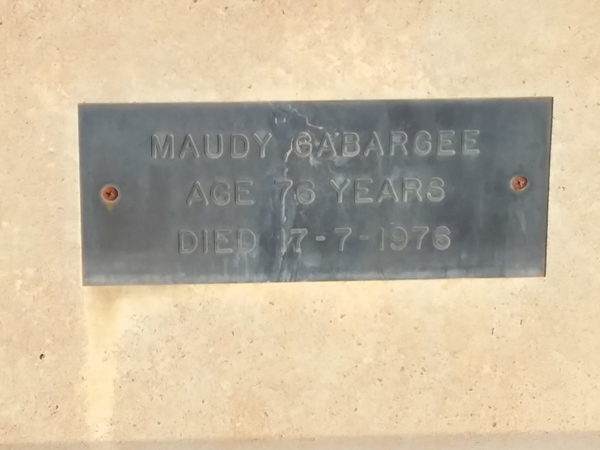 MAUDY GABARGEE
AGE 76 YEARS
DIED 17-7-1976